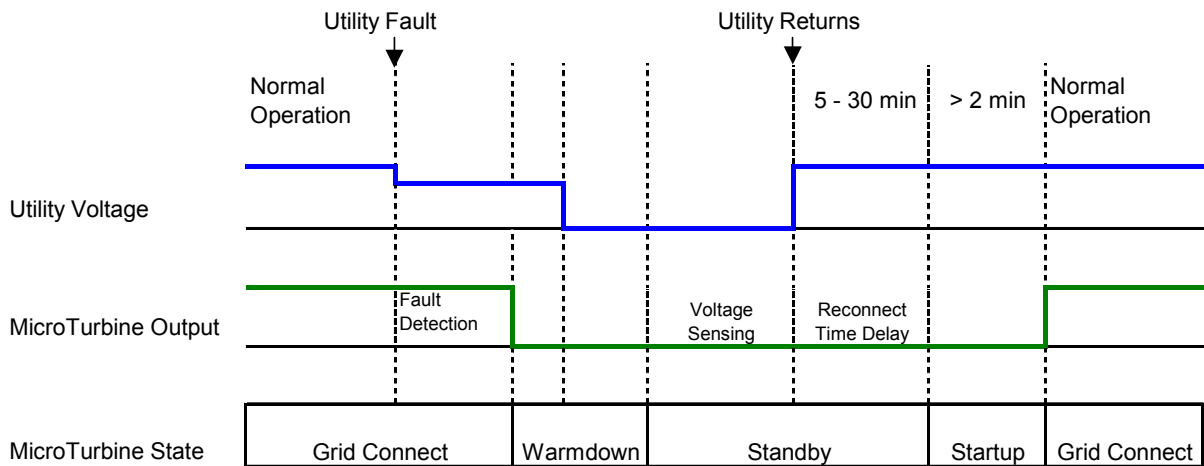 Utility Fault
Utility Returns
Normal
Operation
5 - 30 min
> 2 min
Normal
Operation
Utility Voltage
MicroTurbine Output
Fault
Detection
Voltage
Sensing
Reconnect
Time Delay
MicroTurbine State
Grid Connect
Warmdown
Standby
Startup
Grid Connect